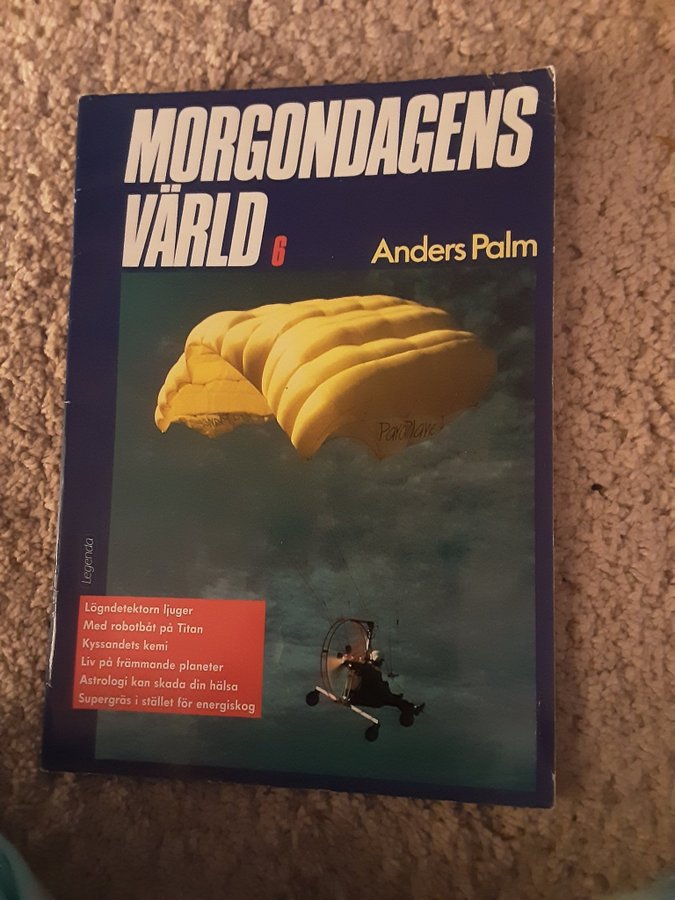 MORGONDAGENS
VÄRLD 6
Anders Palm
ParaPlane
Legenda
Lögndetektorn ljuger
Med robotbåt på Titan
Kyssandets kemi
Liv på främmande planeter
Astrologi kan skada din hälsa
Supergräs i stället för energiskog